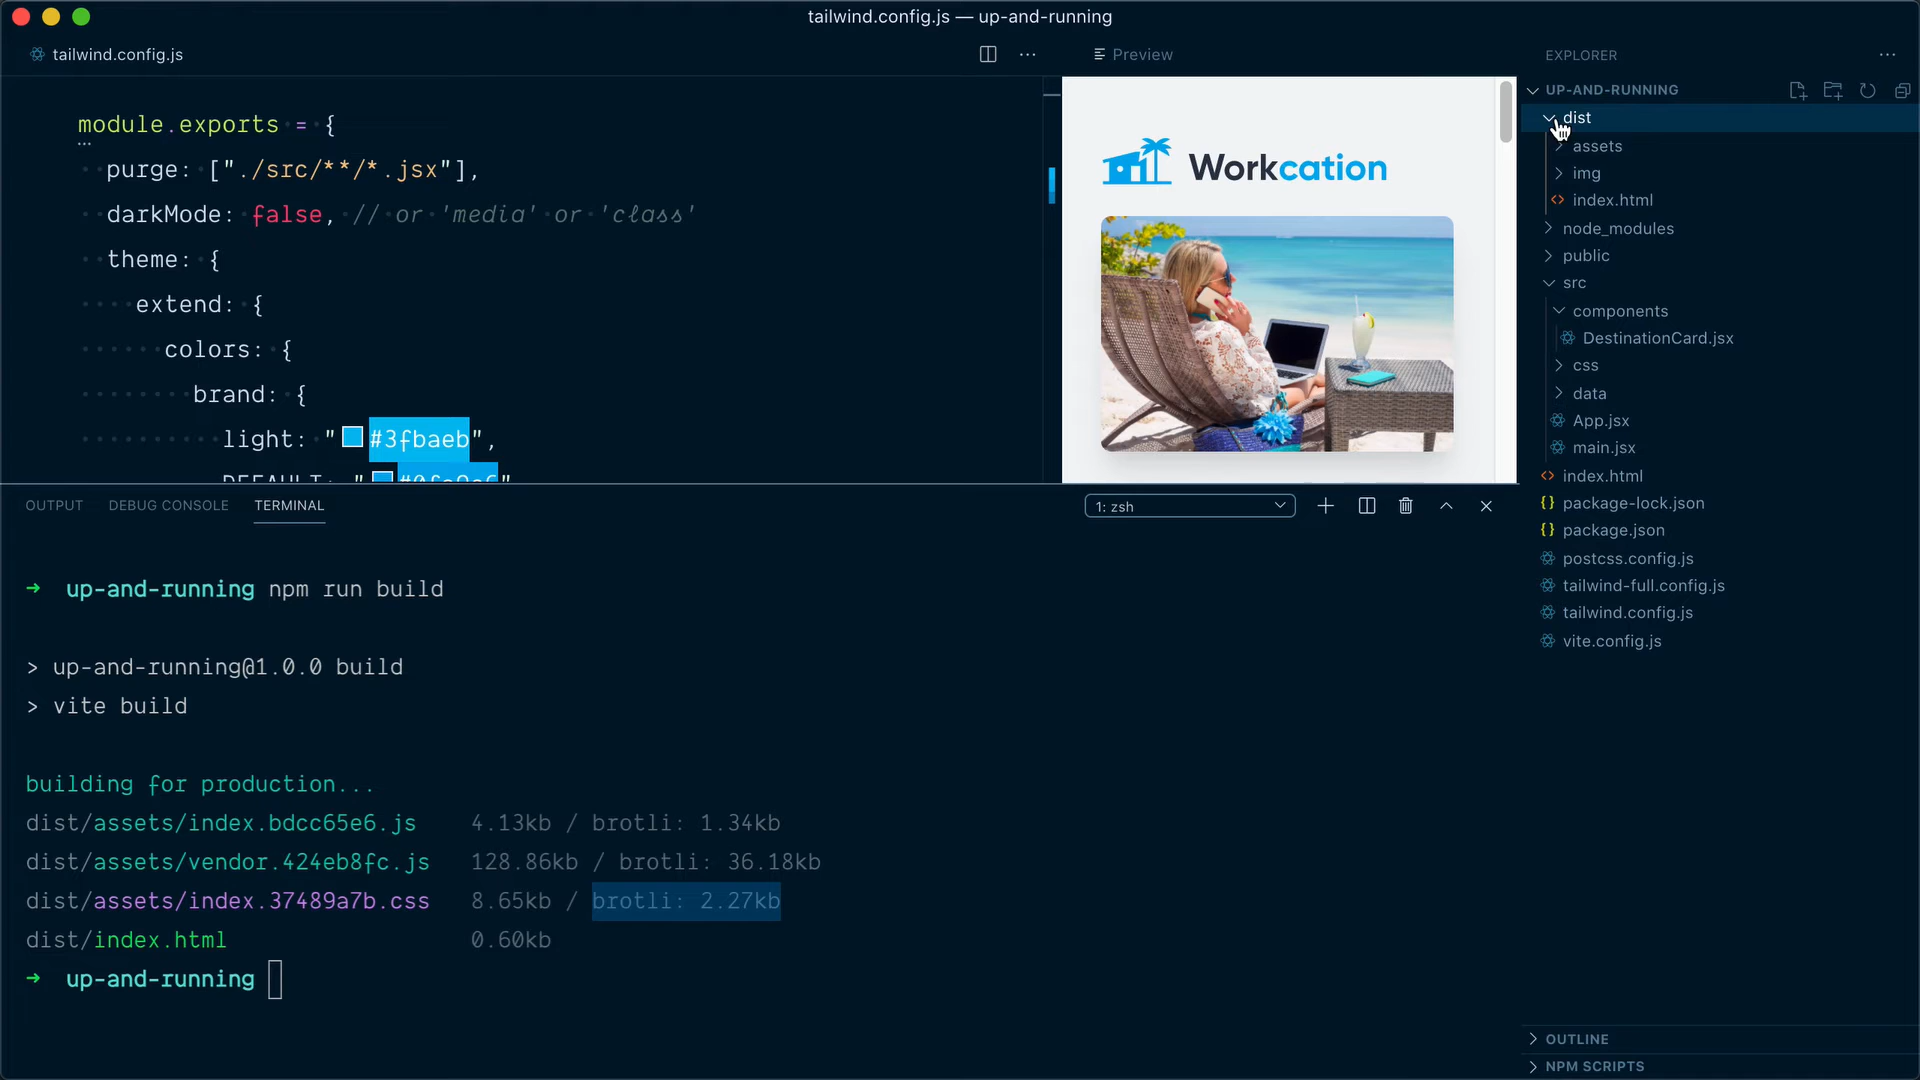 tailwind.config.js — up-and-running
tailwind.config.js
Preview
EXPLORER
module.exports = {
purge: ["./src/**/*.jsx"],
darkMode: false, // or 'media' or 'class'
theme: {
extend: {
colors: {
brand: {
light: "#3fbaeb",
DEFAULT: "#0fa9e6"
Workcation
UP-AND-RUNNING
dist
assets
img
index.html
node_modules
public
src
components
DestinationCard.jsx
css
data
App.jsx
main.jsx
index.html
package-lock.json
package.json
postcss.config.js
tailwind-full.config.js
tailwind.config.js
vite.config.js
OUTPUT DEBUG CONSOLE TERMINAL
1: zsh
→ up-and-running npm run build
> up-and-running@1.0.0 build
> vite build
building for production...
dist/assets/index.bdcc65e6.js 4.13kb / brotli: 1.34kb
dist/assets/vendor.424eb8fc.js 128.86kb / brotli: 36.18kb
dist/assets/index.37489a7b.css 8.65kb / brotli: 2.27kb
dist/index.html 0.60kb
→ up-and-running
OUTLINE
NPM SCRIPTS